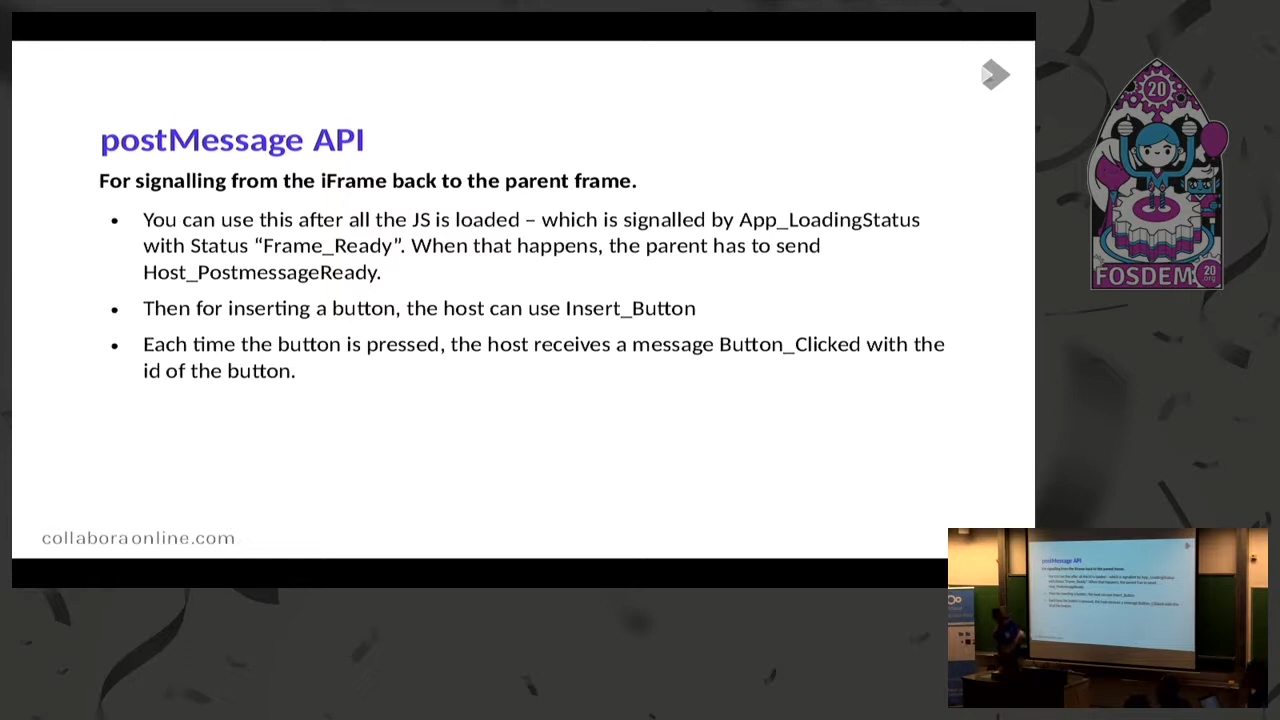 postMessage API
For signalling from the iFrame back to the parent frame.
• You can use this after all the JS is loaded – which is signalled by App_LoadingStatus
with Status “Frame_Ready”. When that happens, the parent has to send
Host_PostmessageReady.
• Then for inserting a button, the host can use Insert_Button
• Each time the button is pressed, the host receives a message Button_Clicked with the
id of the button.
collaboraonline.com
20
FOSDEM
20
.org
postMessage API